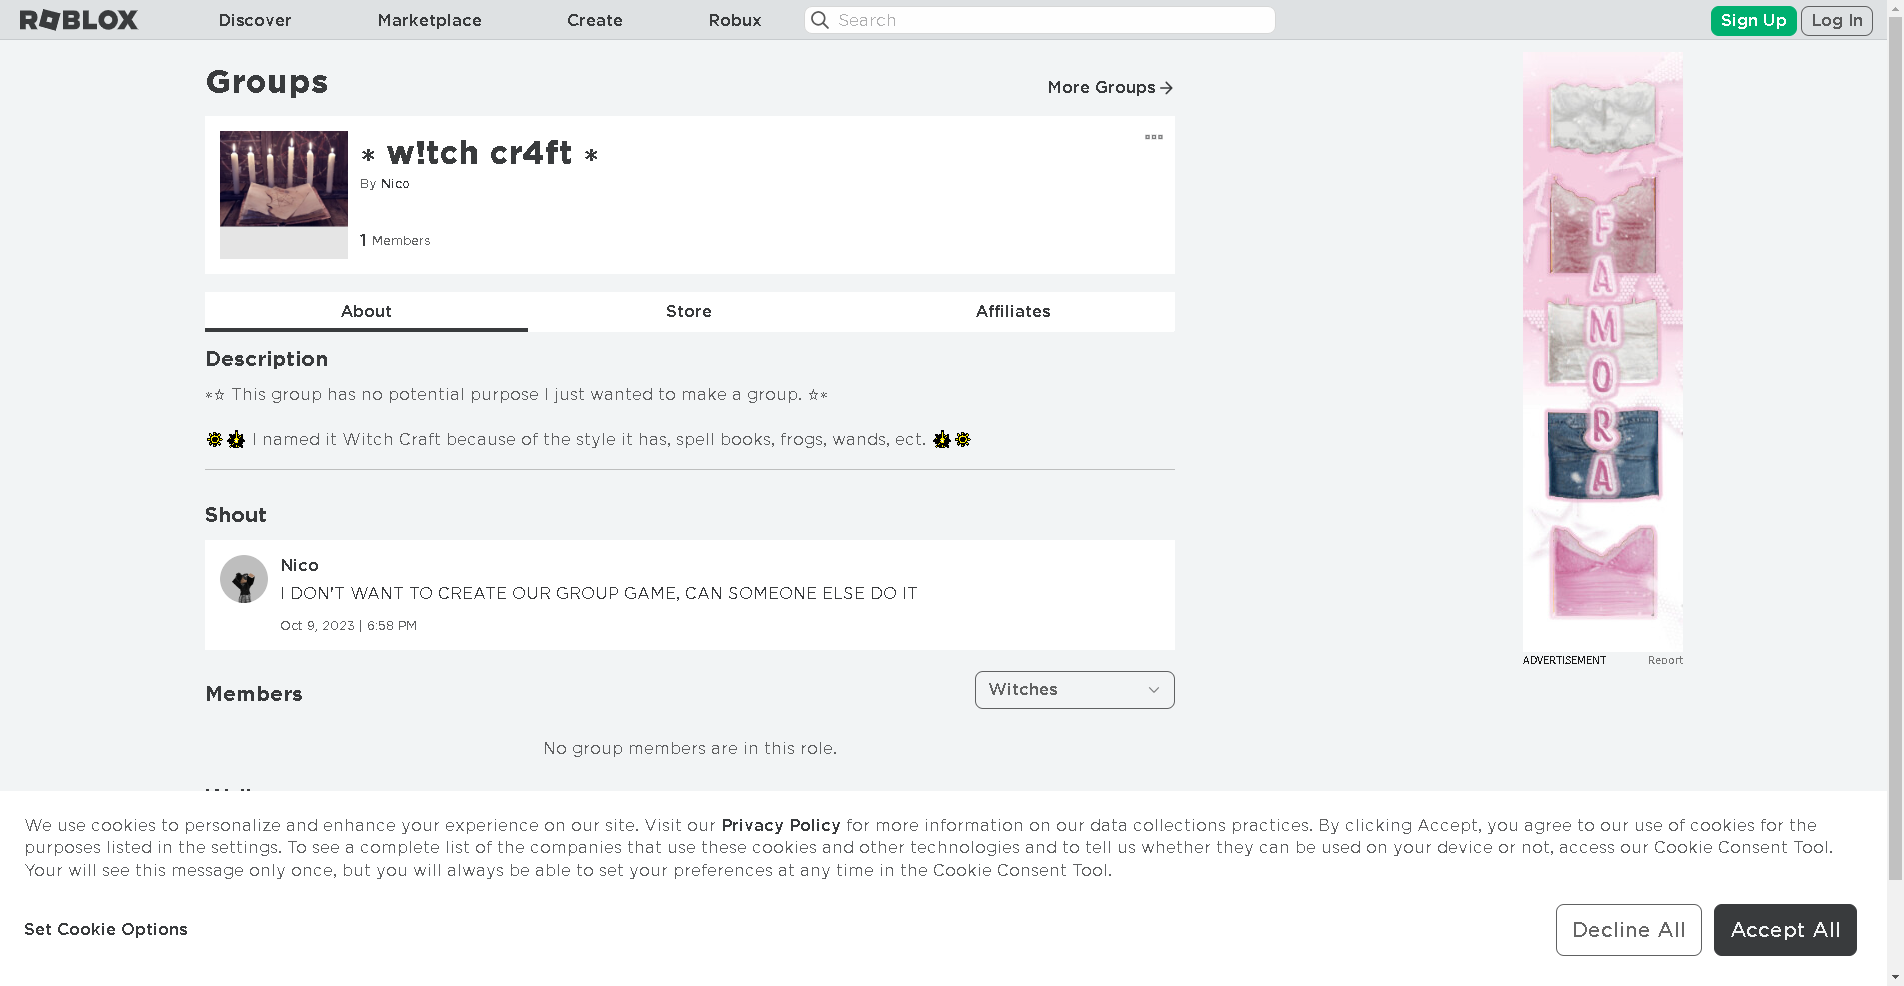 ROBLOX Discover Marketplace Create Robux Search Sign Up Log In
Groups
More Groups
* w!tch cr4ft *
By Nico
1 Members
About Store Affiliates
Description
*☆ This group has no potential purpose I just wanted to make a group. ☆*
I named it Witch Craft because of the style it has, spell books, frogs, wands, ect.
Shout
Nico
I DON'T WANT TO CREATE OUR GROUP GAME, CAN SOMEONE ELSE DO IT
Oct 9, 2023 | 6:58 PM
Members
Witches
No group members are in this role.
FAMORA
ADVERTISEMENT Report
We use cookies to personalize and enhance your experience on our site. Visit our Privacy Policy for more information on our data collections practices. By clicking Accept, you agree to our use of cookies for the
purposes listed in the settings. To see a complete list of the companies that use these cookies and other technologies and to tell us whether they can be used on your device or not, access our Cookie Consent Tool.
Your will see this message only once, but you will always be able to set your preferences at any time in the Cookie Consent Tool.
Set Cookie Options
Decline All
Accept All